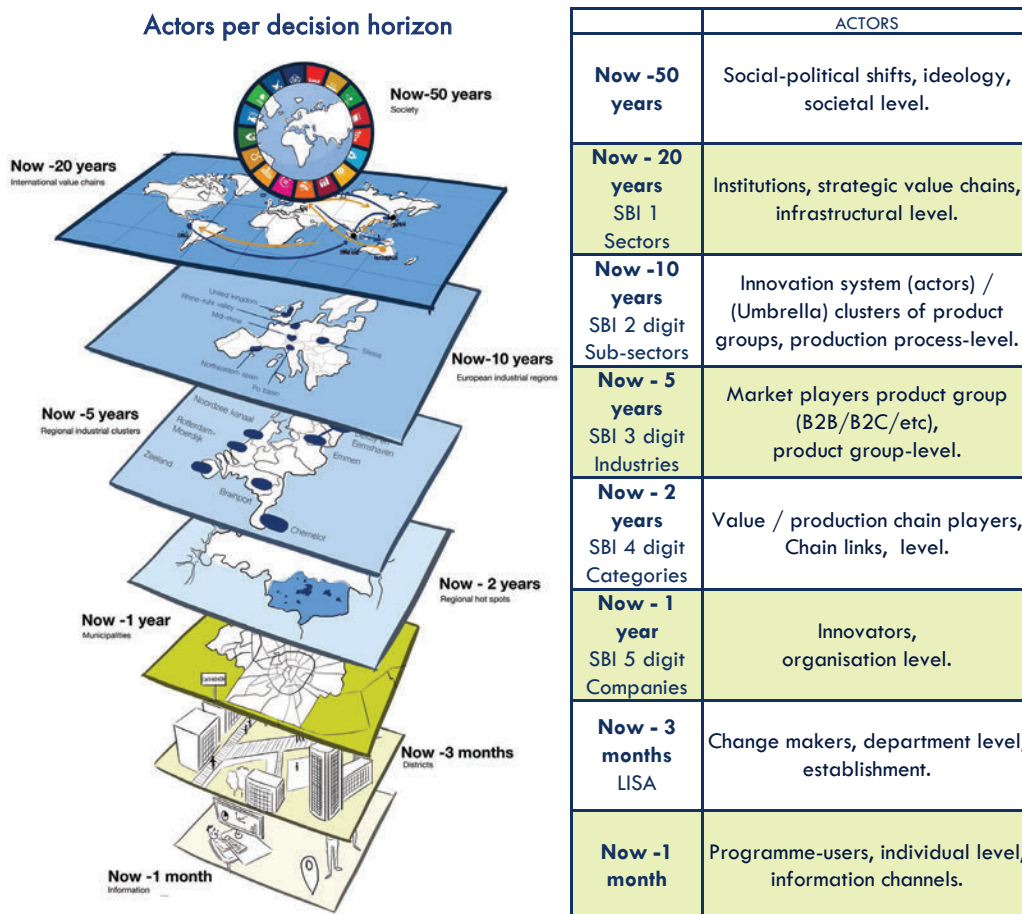 Actors per decision horizon
Now-50 years
Society
Now -20 years
International value chains
United kingdom
Rhine-ruhr valley
Silesia
Northeastern spain
Po basin
Now-10 years
European industrial regions
Now -5 years
Regional industrial clusters
Noordzee kanaal
Rotterdam-
Moerdijk
Eemshaven
Emmen
Zeeland
Brainport
Chemelot
Now - 2 years
Regional hot spots
Now -1 year
Municipalities
Now -3 months
Districts
Now -1 month
Information
ACTORS
Now -50
years
Social-political shifts, ideology,
societal level.
Now - 20
years
SBI 1
Sectors
Institutions, strategic value chains,
infrastructural level.
Now -10
years
SBI 2 digit
Sub-sectors
Innovation system (actors) /
(Umbrella) clusters of product
groups, production process-level.
Now - 5
years
SBI 3 digit
Industries
Market players product group
(B2B/B2C/etc),
product group-level.
Now - 2
years
SBI 4 digit
Categories
Value / production chain players,
Chain links, level.
Now - 1
year
SBI 5 digit
Companies
Innovators,
organisation level.
Now - 3
months
LISA
Change makers, department level,
establishment.
Now -1
month
Programme-users, individual level,
information channels.